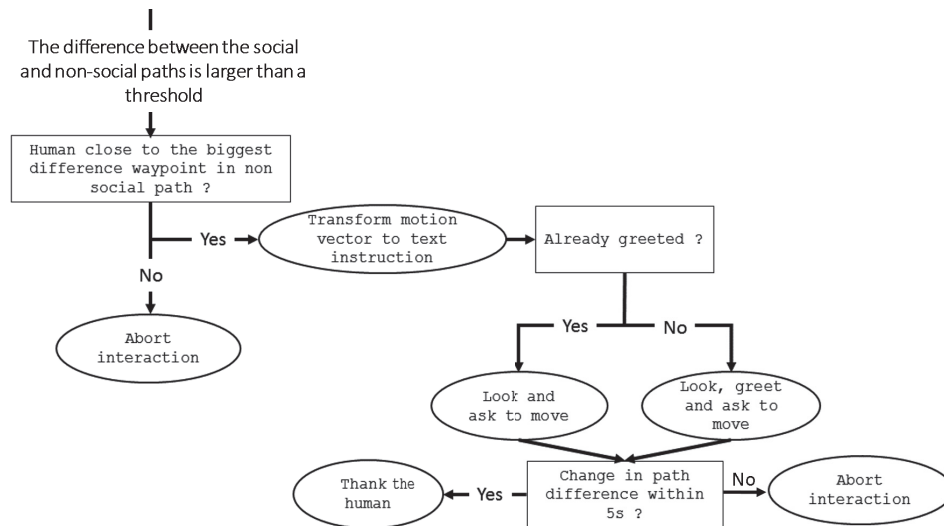 The difference between the social
and non-social paths is larger than a
threshold
Human close to the biggest
difference waypoint in non
social path ?
Yes
Transform motion
vector to text
instruction
Already greeted ?
No
Abort
interaction
Yes
No
Look and
ask to move
Look, greet
and ask to
move
Change in path
difference within
5s ?
Yes
Thank the
human
No
Abort
interaction